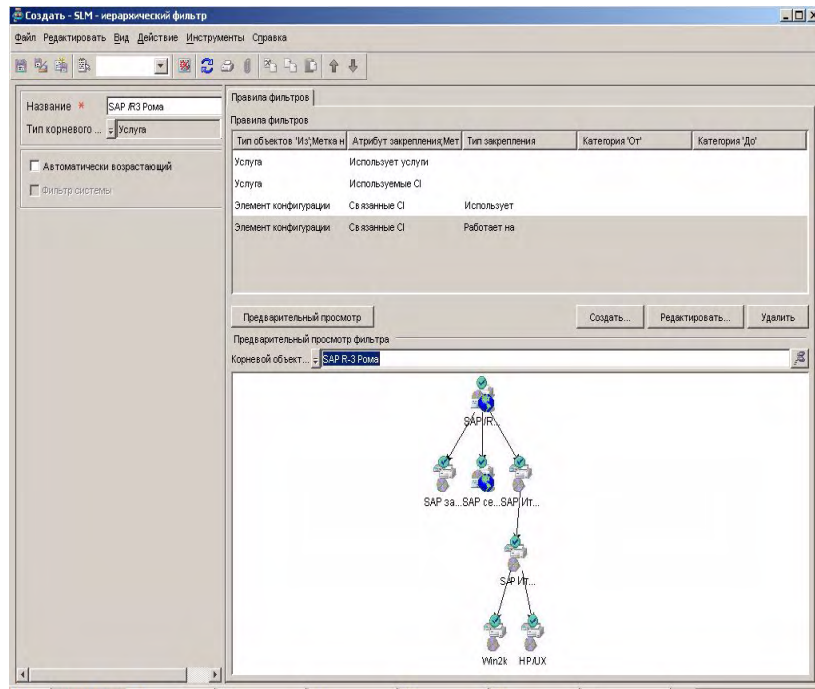 Создать - SLM - иерархический фильтр
Файл Редактировать Вид Действие Инструменты Справка
Название
SAP /R3 Рома
Тип корневого ...
Услуга
Автоматически возрастающий
Фильтр системы
Правила фильтров
Правила фильтров
Тип объектов 'Из';Метка н Атрибут закрепления;Мет Тип закрепления Категория 'От' Категория 'До'
Услуга Использует услуги
Услуга Используемые CI
Элемент конфигурации Связанные CI Использует
Элемент конфигурации Связанные CI Работает на
Предварительный просмотр Создать... Редактировать... Удалить
Предварительный просмотр фильтра
Корневой объект... SAP R-3 Рома
SAP /R...
SAP за... SAP се... SAP Ит...
SAP Ит...
Win2k HP/UX